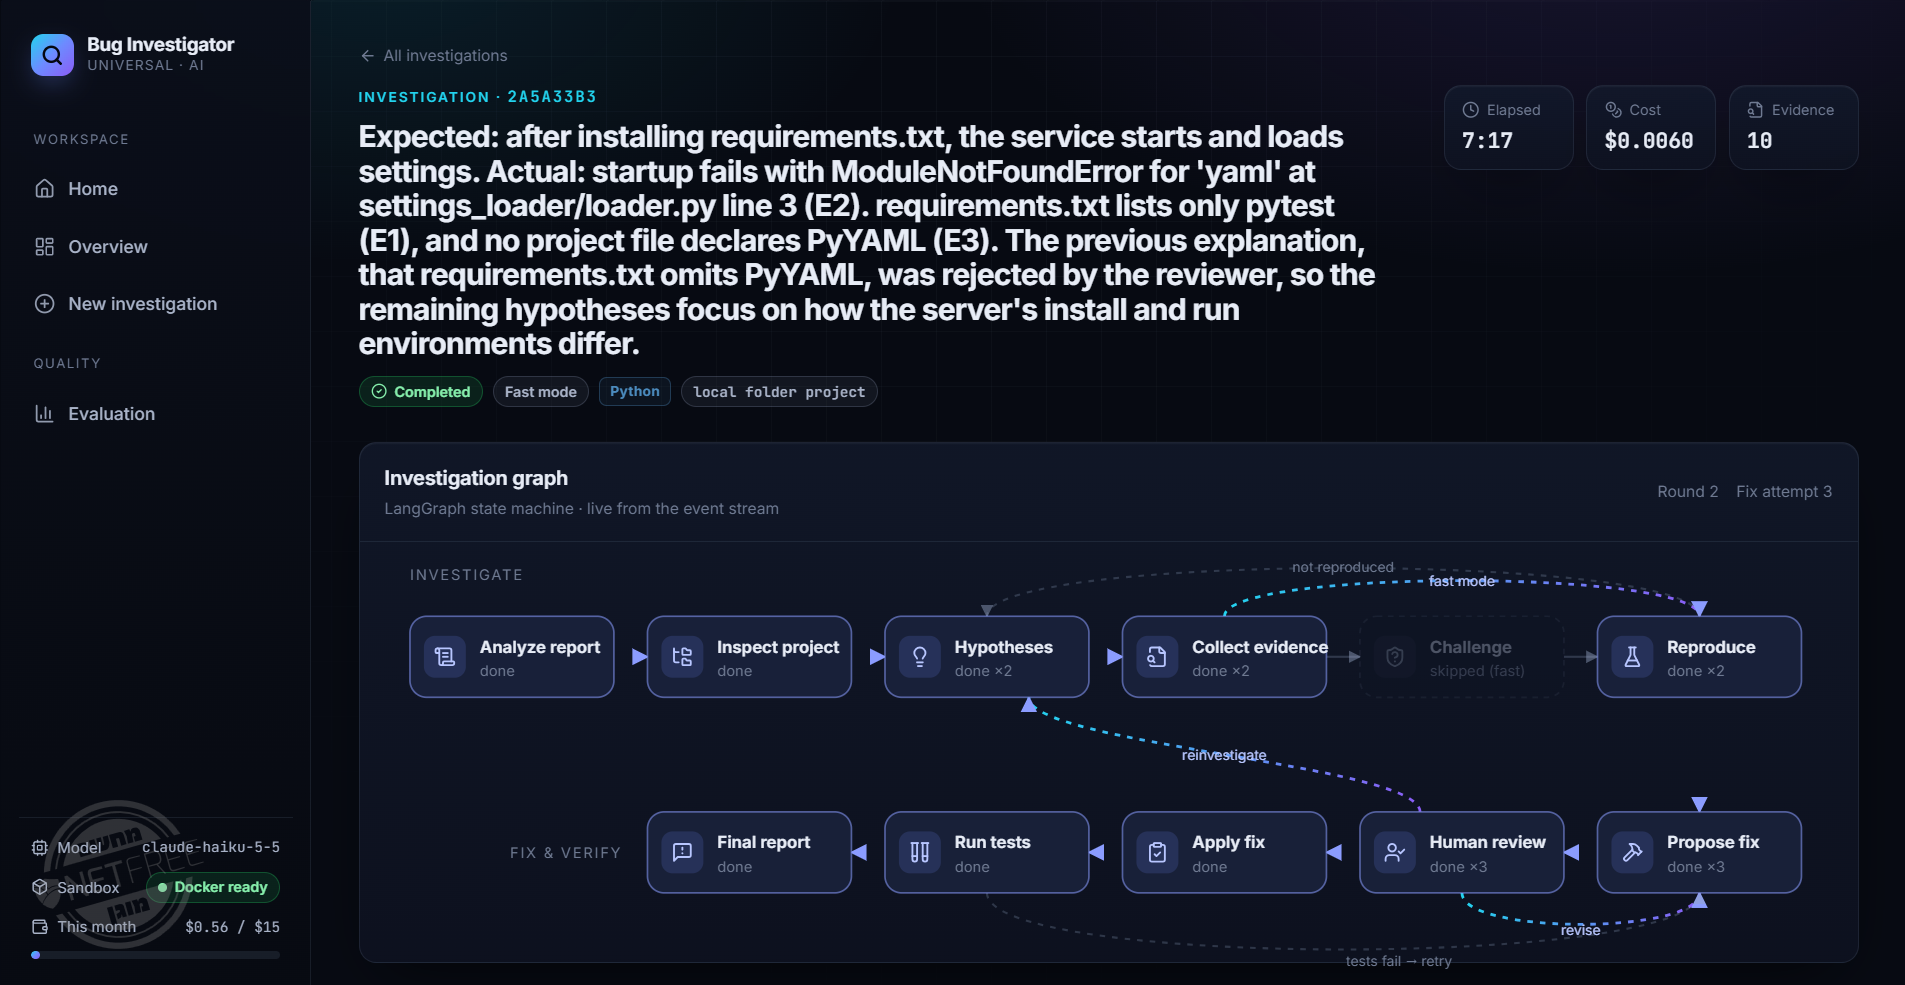 Bug Investigator
UNIVERSAL · AI
WORKSPACE
Home
Overview
New investigation
QUALITY
Evaluation
Model claude-haiku-5-5
Sandbox Docker ready
This month $0.56 / $15
NETFREE
All investigations
INVESTIGATION · 2A5A33B3
Expected: after installing requirements.txt, the service starts and loads
settings. Actual: startup fails with ModuleNotFoundError for 'yaml' at
settings_loader/loader.py line 3 (E2). requirements.txt lists only pytest
(E1), and no project file declares PyYAML (E3). The previous explanation,
that requirements.txt omits PyYAML, was rejected by the reviewer, so the
remaining hypotheses focus on how the server's install and run
environments differ.
Completed Fast mode Python local folder project
Elapsed
7:17
Cost
$0.0060
Evidence
10
Investigation graph
LangGraph state machine · live from the event stream
Round 2 Fix attempt 3
INVESTIGATE
not reproduced
fast mode
Analyze report
done
Inspect project
done
Hypotheses
done ×2
Collect evidence
done ×2
Challenge
skipped (fast)
Reproduce
done ×2
reinvestigate
FIX & VERIFY
Final report
done
Run tests
done
Apply fix
done
Human review
done ×3
Propose fix
done ×3
revise
tests fail → retry